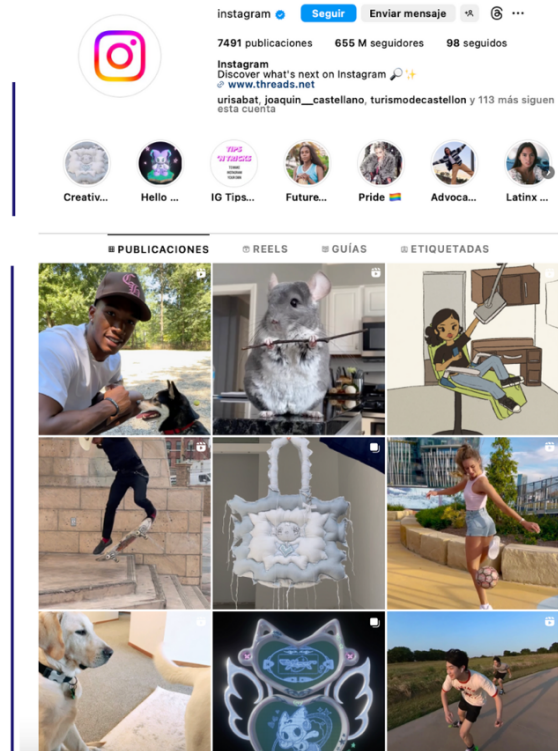 instagram
Seguir
Enviar mensaje
7491 publicaciones 655 M seguidores 98 seguidos
Instagram
Discover what's next on Instagram 🔎✨
www.threads.net
urisabat, joaquin__castellano, turismodecastellon y 113 más siguen
esta cuenta
TIPS
'N TRICKS
Creativ... Hello ... IG Tips... Future... Pride 🏳️‍🌈 Advoca... Latinx ...
PUBLICACIONES REELS GUÍAS ETIQUETADAS